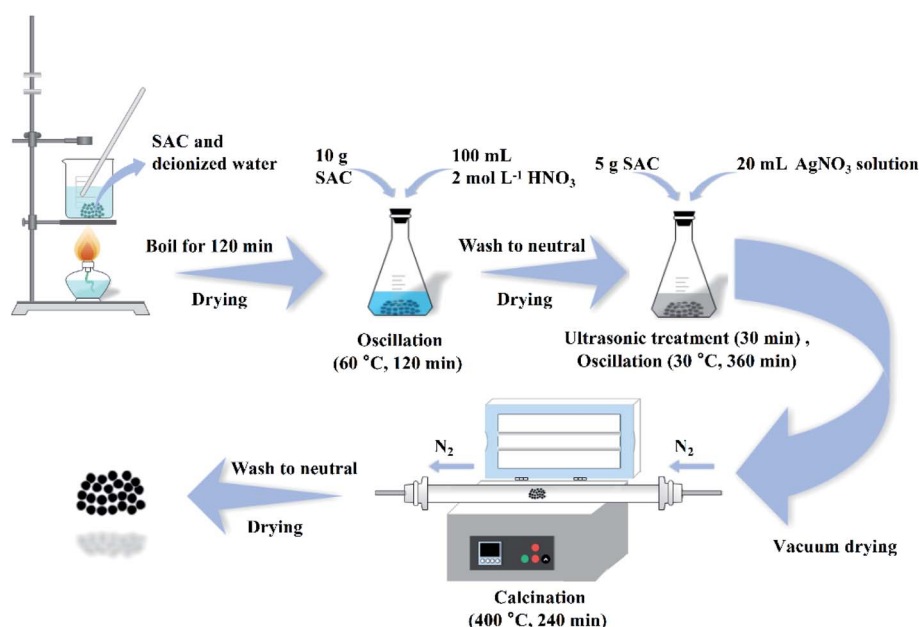 SAC and
deionized water
Boil for 120 min
Drying
10 g
SAC
100 mL
2 mol L⁻¹ HNO₃
Oscillation
(60 °C, 120 min)
Wash to neutral
Drying
5 g SAC
20 mL AgNO₃ solution
Ultrasonic treatment (30 min) ,
Oscillation (30 °C, 360 min)
Vacuum drying
N₂
N₂
Calcination
(400 °C, 240 min)
Wash to neutral
Drying